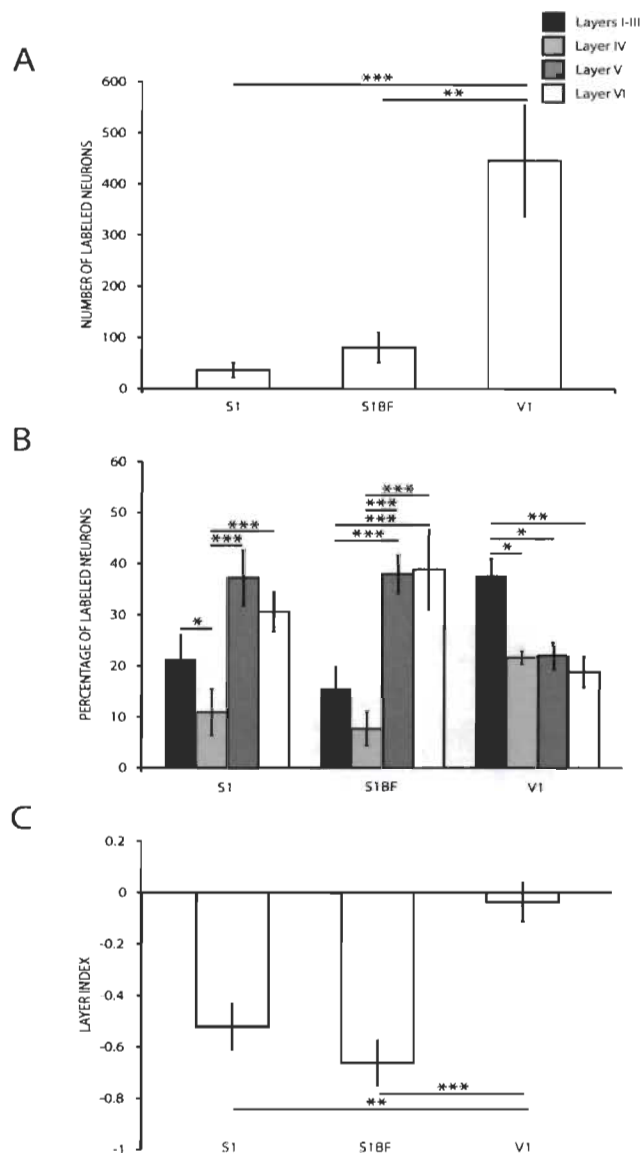 Layers I-III
Layer IV
Layer V
Layer VI
A
600
500
400
300
200
100
0
NUMBER OF LABELED NEURONS
***
**
S1
S1BF
V1
B
60
50
40
30
20
10
0
PERCENTAGE OF LABELED NEURONS
*
***
***
***
***
***
***
**
*
*
S1
S1BF
V1
C
0.2
0
-0.2
-0.4
-0.6
-0.8
-1
LAYER INDEX
***
**
S1
S1BF
V1